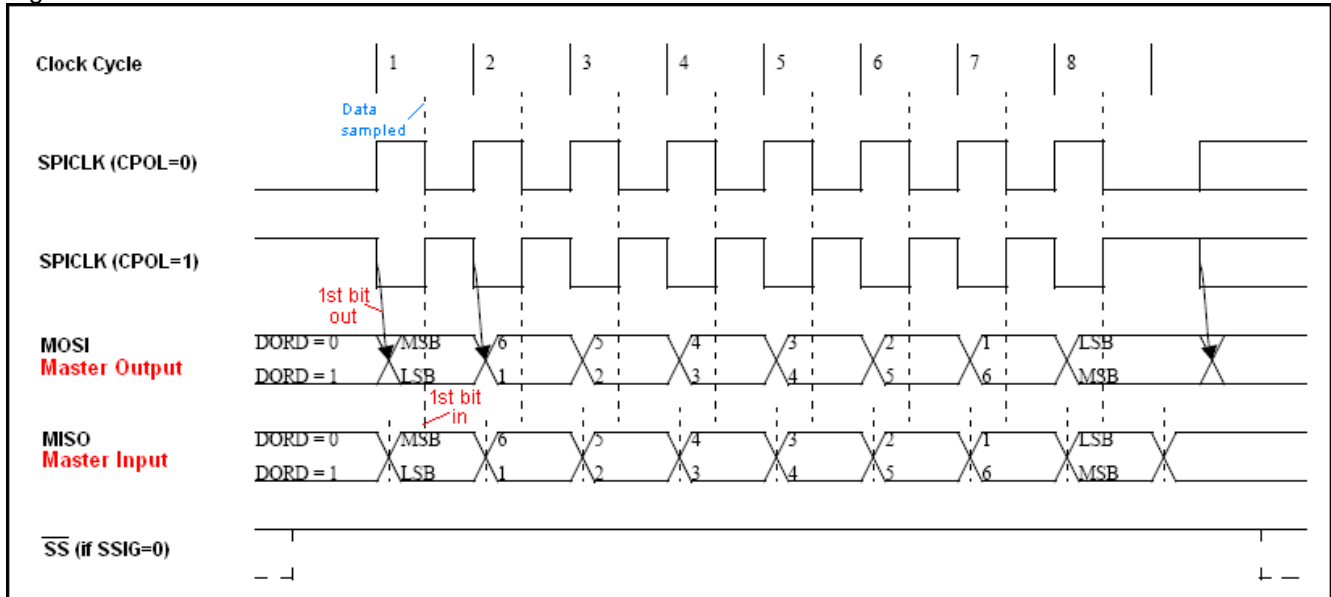 Clock Cycle 1 2 3 4 5 6 7 8
Data
sampled
SPICLK (CPOL=0)
SPICLK (CPOL=1)
1st bit
out
MOSI DORD = 0 MSB 6 5 4 3 2 1 LSB
Master Output DORD = 1 LSB 1 2 3 4 5 6 MSB
1st bit
in
MISO DORD = 0 MSB 6 5 4 3 2 1 LSB
Master Input DORD = 1 LSB 1 2 3 4 5 6 MSB
SS (if SSIG=0)